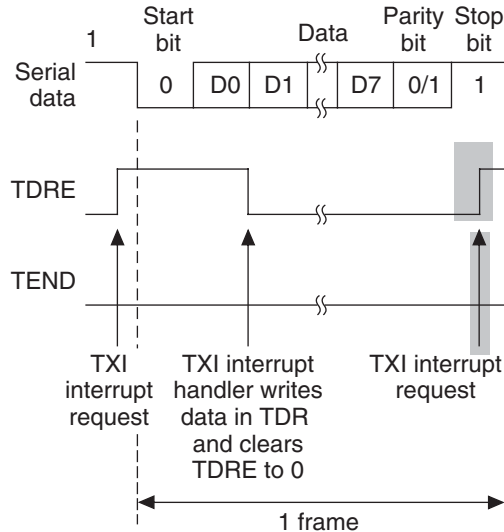 1
Start
bit
Data
Parity
bit
Stop
bit
Serial
data
0
D0
D1
D7
0/1
1
TDRE
TEND
TXI
interrupt
request
TXI interrupt
handler writes
data in TDR
and clears
TDRE to 0
TXI interrupt
request
1 frame